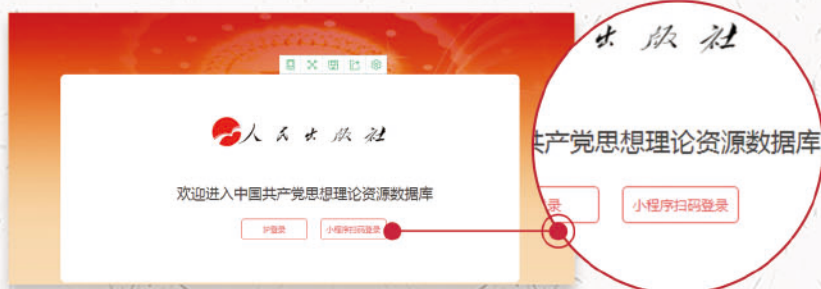 人民出版社
欢迎进入中国共产党思想理论资源数据库
IP登录
小程序扫码登录
出版社
共产党思想理论资源数据库
录
小程序扫码登录